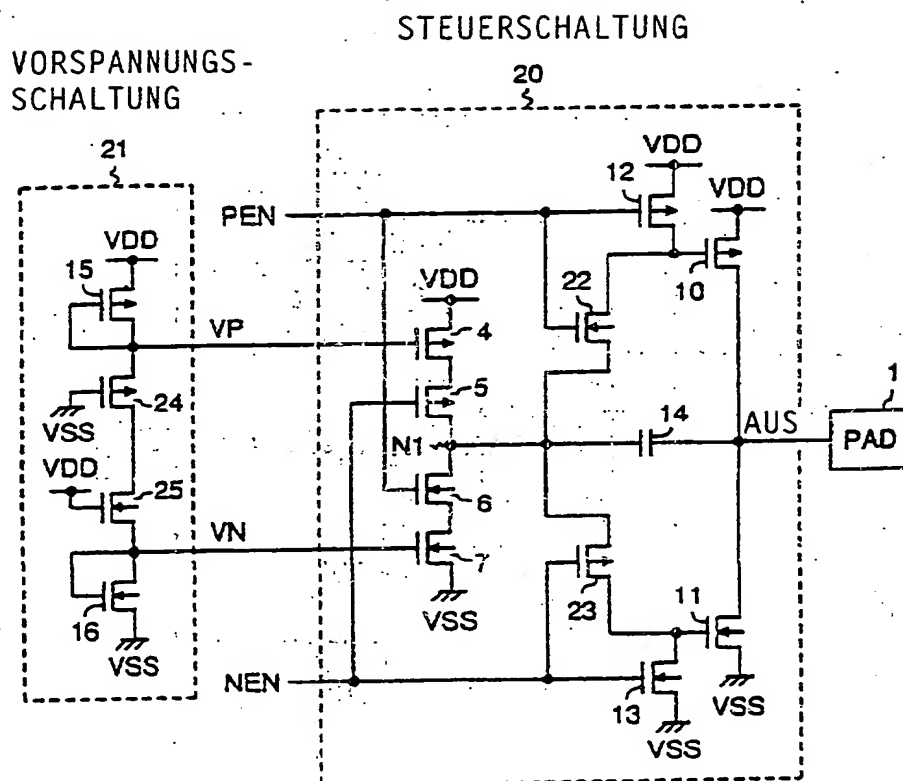 STEUERSCHALTUNG
VORSPANNUNGS-
SCHALTUNG
20
21
VDD
12
VDD
PEN
VDD
15
10
22
VDD
VP
4
24
5
1
VSS
14
AUS
PAD
N1
VDD
25
6
VN
7
23
11
16
VSS
VSS
NEN
13
VSS
VSS